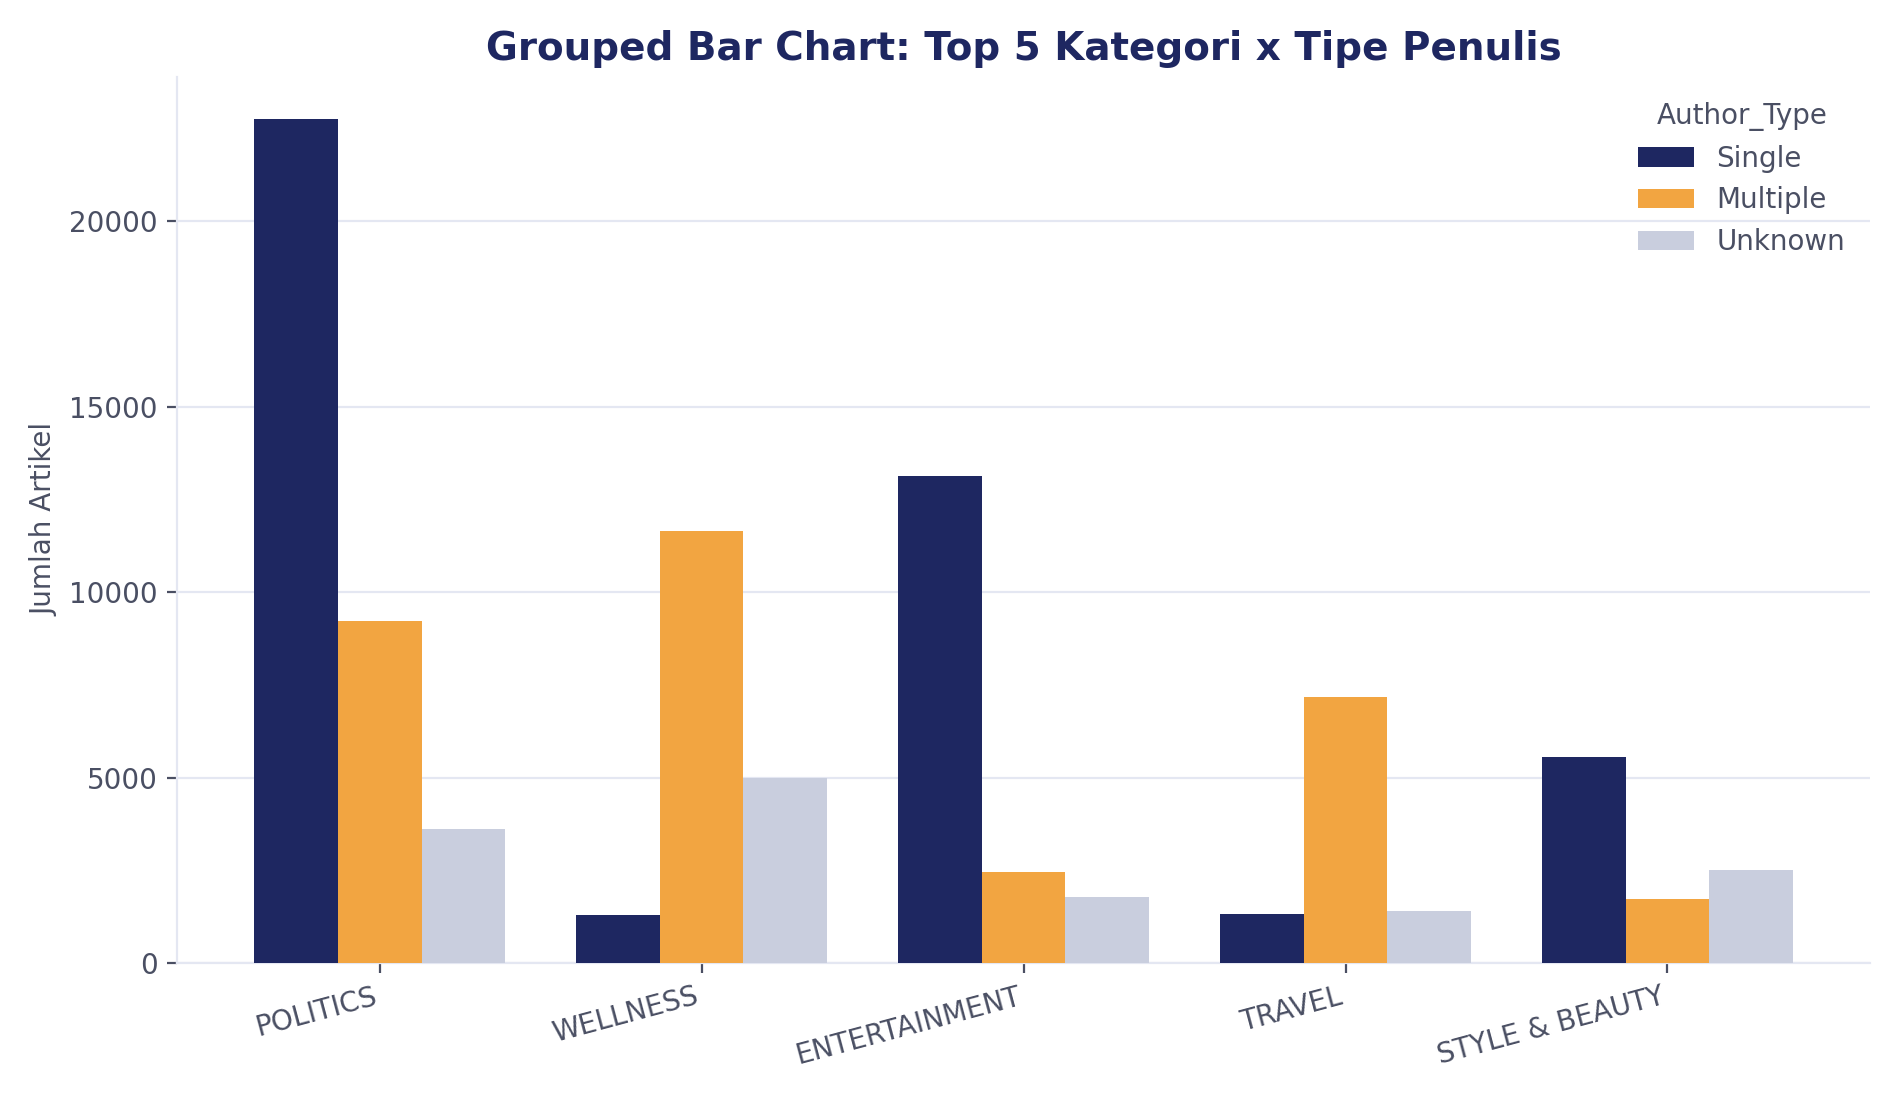 Grouped Bar Chart: Top 5 Kategori x Tipe Penulis
Author_Type
Single
Multiple
Unknown
Jumlah Artikel
20000
15000
10000
5000
0
POLITICS
WELLNESS
ENTERTAINMENT
TRAVEL
STYLE & BEAUTY